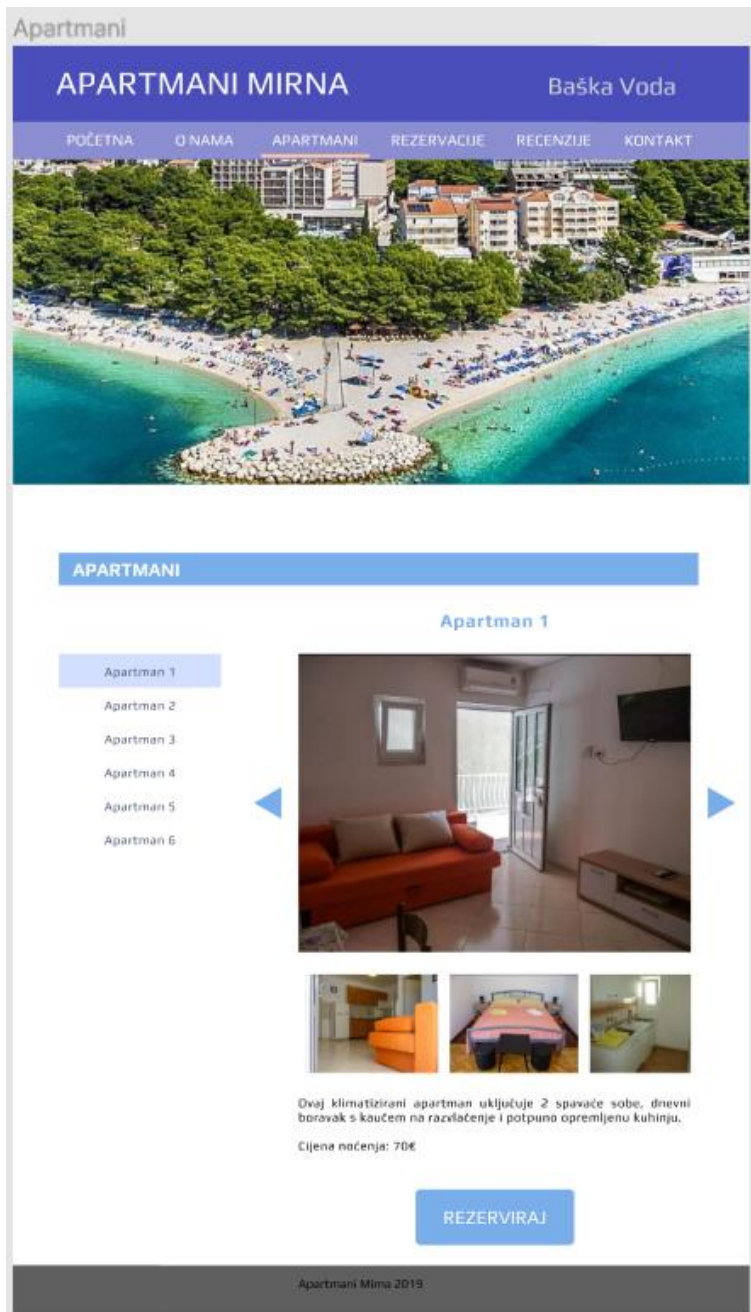 Apartmani
APARTMANI MIRNA
Baška Voda
POČETNA O NAMA APARTMANI REZERVACIJE RECENZIJE KONTAKT
APARTMANI
Apartman 1
Apartman 1
Apartman 2
Apartman 3
Apartman 4
Apartman 5
Apartman 6
Ovaj klimatizirani apartman uključuje 2 spavaće sobe, dnevni
boravak s kaučem na razvlačenje i potpuno opremljenu kuhinju.
Cijena noćenja: 70€
REZERVIRAJ
Apartmani Mirna 2019